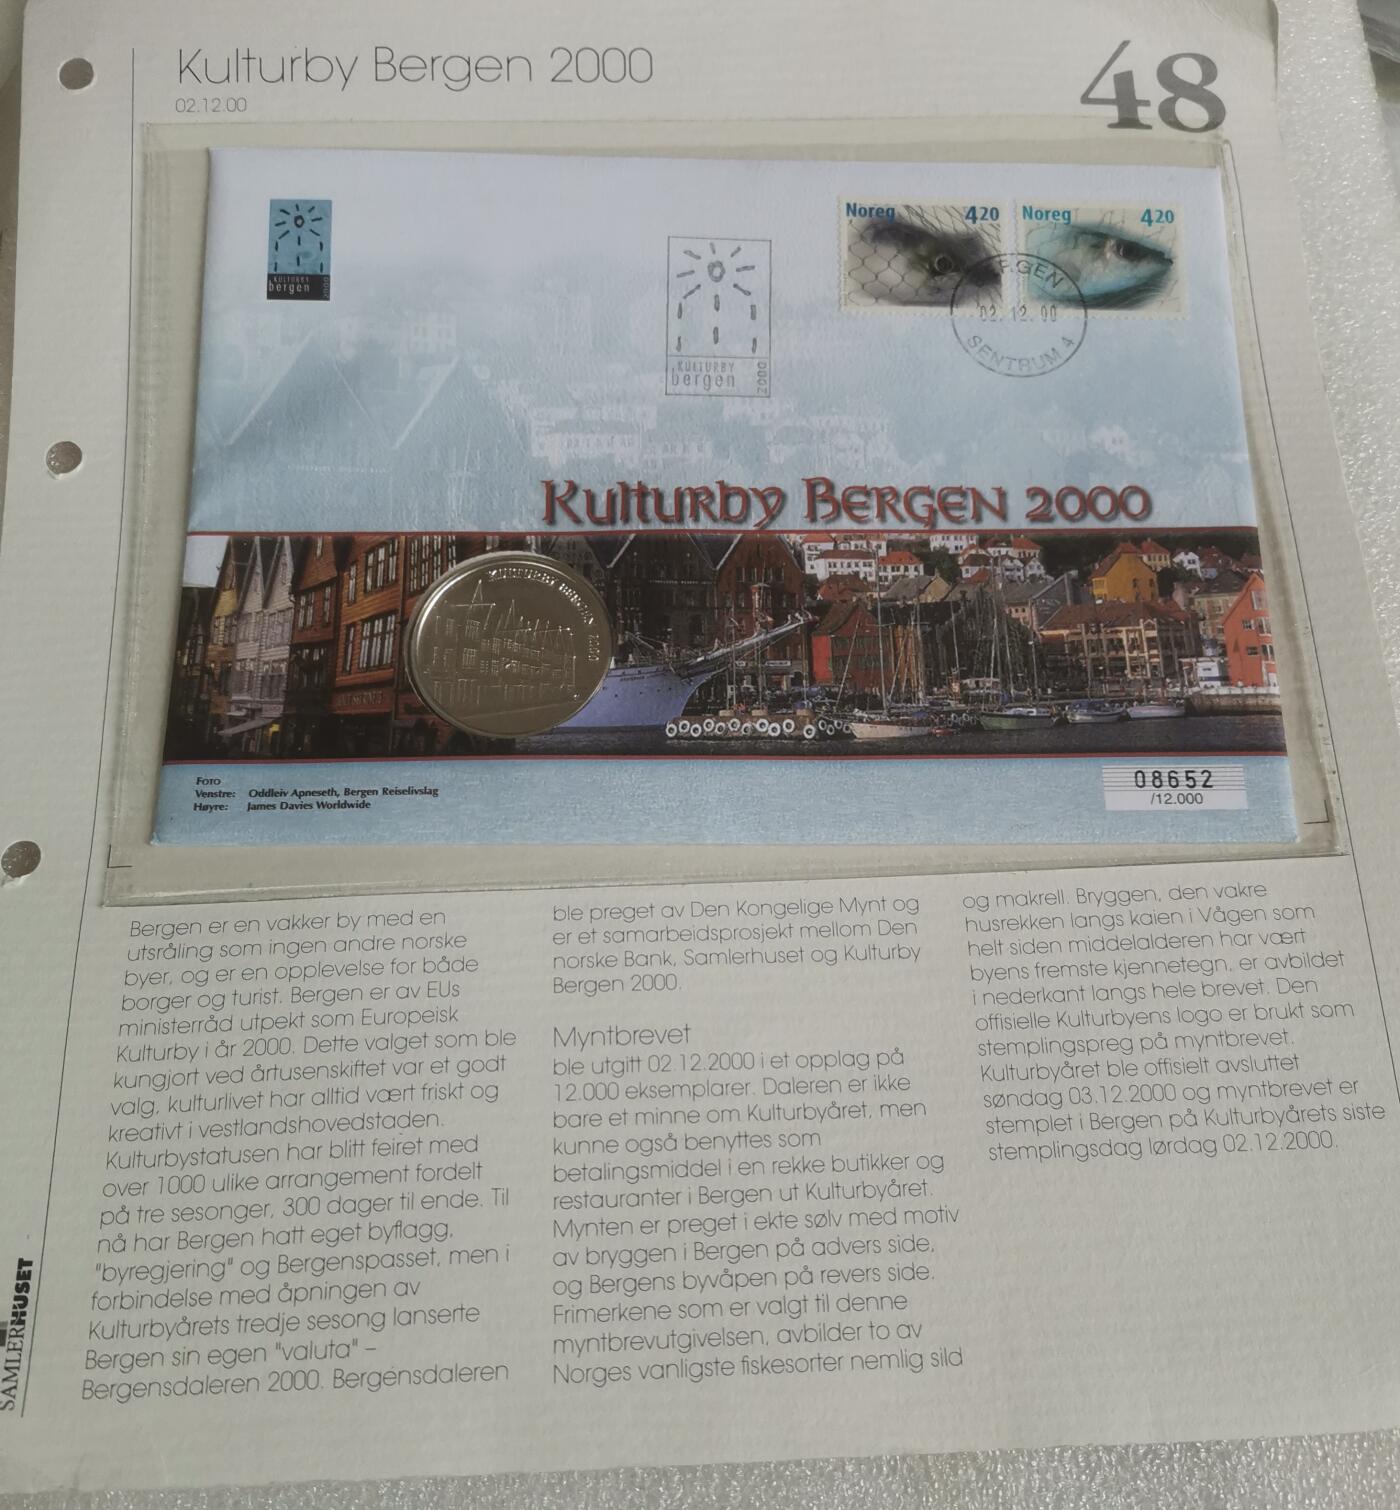 Kulturby Bergen 2000
02.12.00
48
KULTURBY
bergen
2000
KULTURBY
bergen
2000
Noreg 420
Noreg 420
RGEN
02.12.00
SENTRUM 4
Kulturby Bergen 2000
KULTURBY BERGEN 2000
Foto
Venstre: Oddleiv Apneseth, Bergen Reiselivslag
Høyre: James Davies Worldwide
08652
/12.000
Bergen er en vakker by med en
utsråling som ingen andre norske
byer, og er en opplevelse for både
borger og turist. Bergen er av EUs
ministerråd utpekt som Europeisk
Kulturby i år 2000. Dette valget som ble
kungjort ved årtusenskiftet var et godt
valg, kulturlivet har alltid vært friskt og
kreativt i vestlandshovedstaden.
Kulturbystatusen har blitt feiret med
over 1000 ulike arrangement fordelt
på tre sesonger, 300 dager til ende. Til
nå har Bergen hatt eget byflagg,
"byregjering" og Bergenspasset, men i
forbindelse med åpningen av
Kulturbyårets tredje sesong lanserte
Bergen sin egen "valuta" –
Bergensdaleren 2000. Bergensdaleren
ble preget av Den Kongelige Mynt og
er et samarbeidsprosjekt mellom Den
norske Bank, Samlerhuset og Kulturby
Bergen 2000.
Myntbrevet
ble utgitt 02.12.2000 i et opplag på
12.000 eksemplarer. Daleren er ikke
bare et minne om Kulturbyåret, men
kunne også benyttes som
betalingsmiddel i en rekke butikker og
restauranter i Bergen ut Kulturbyåret.
Mynten er preget i ekte sølv med motiv
av bryggen i Bergen på advers side,
og Bergens byvåpen på revers side.
Frimerkene som er valgt til denne
myntbrevutgivelsen, avbilder to av
Norges vanligste fiskesorter nemlig sild
og makrell. Bryggen, den vakre
husrekken langs kaien i Vågen som
helt siden middelalderen har vært
byens fremste kjennetegn, er avbildet
i nederkant langs hele brevet. Den
offisielle Kulturbyens logo er brukt som
stemplingspreg på myntbrevet.
Kulturbyåret ble offisielt avsluttet
søndag 03.12.2000 og myntbrevet er
stemplet i Bergen på Kulturbyårets siste
stemplingsdag lørdag 02.12.2000.
SAMLERHUSET